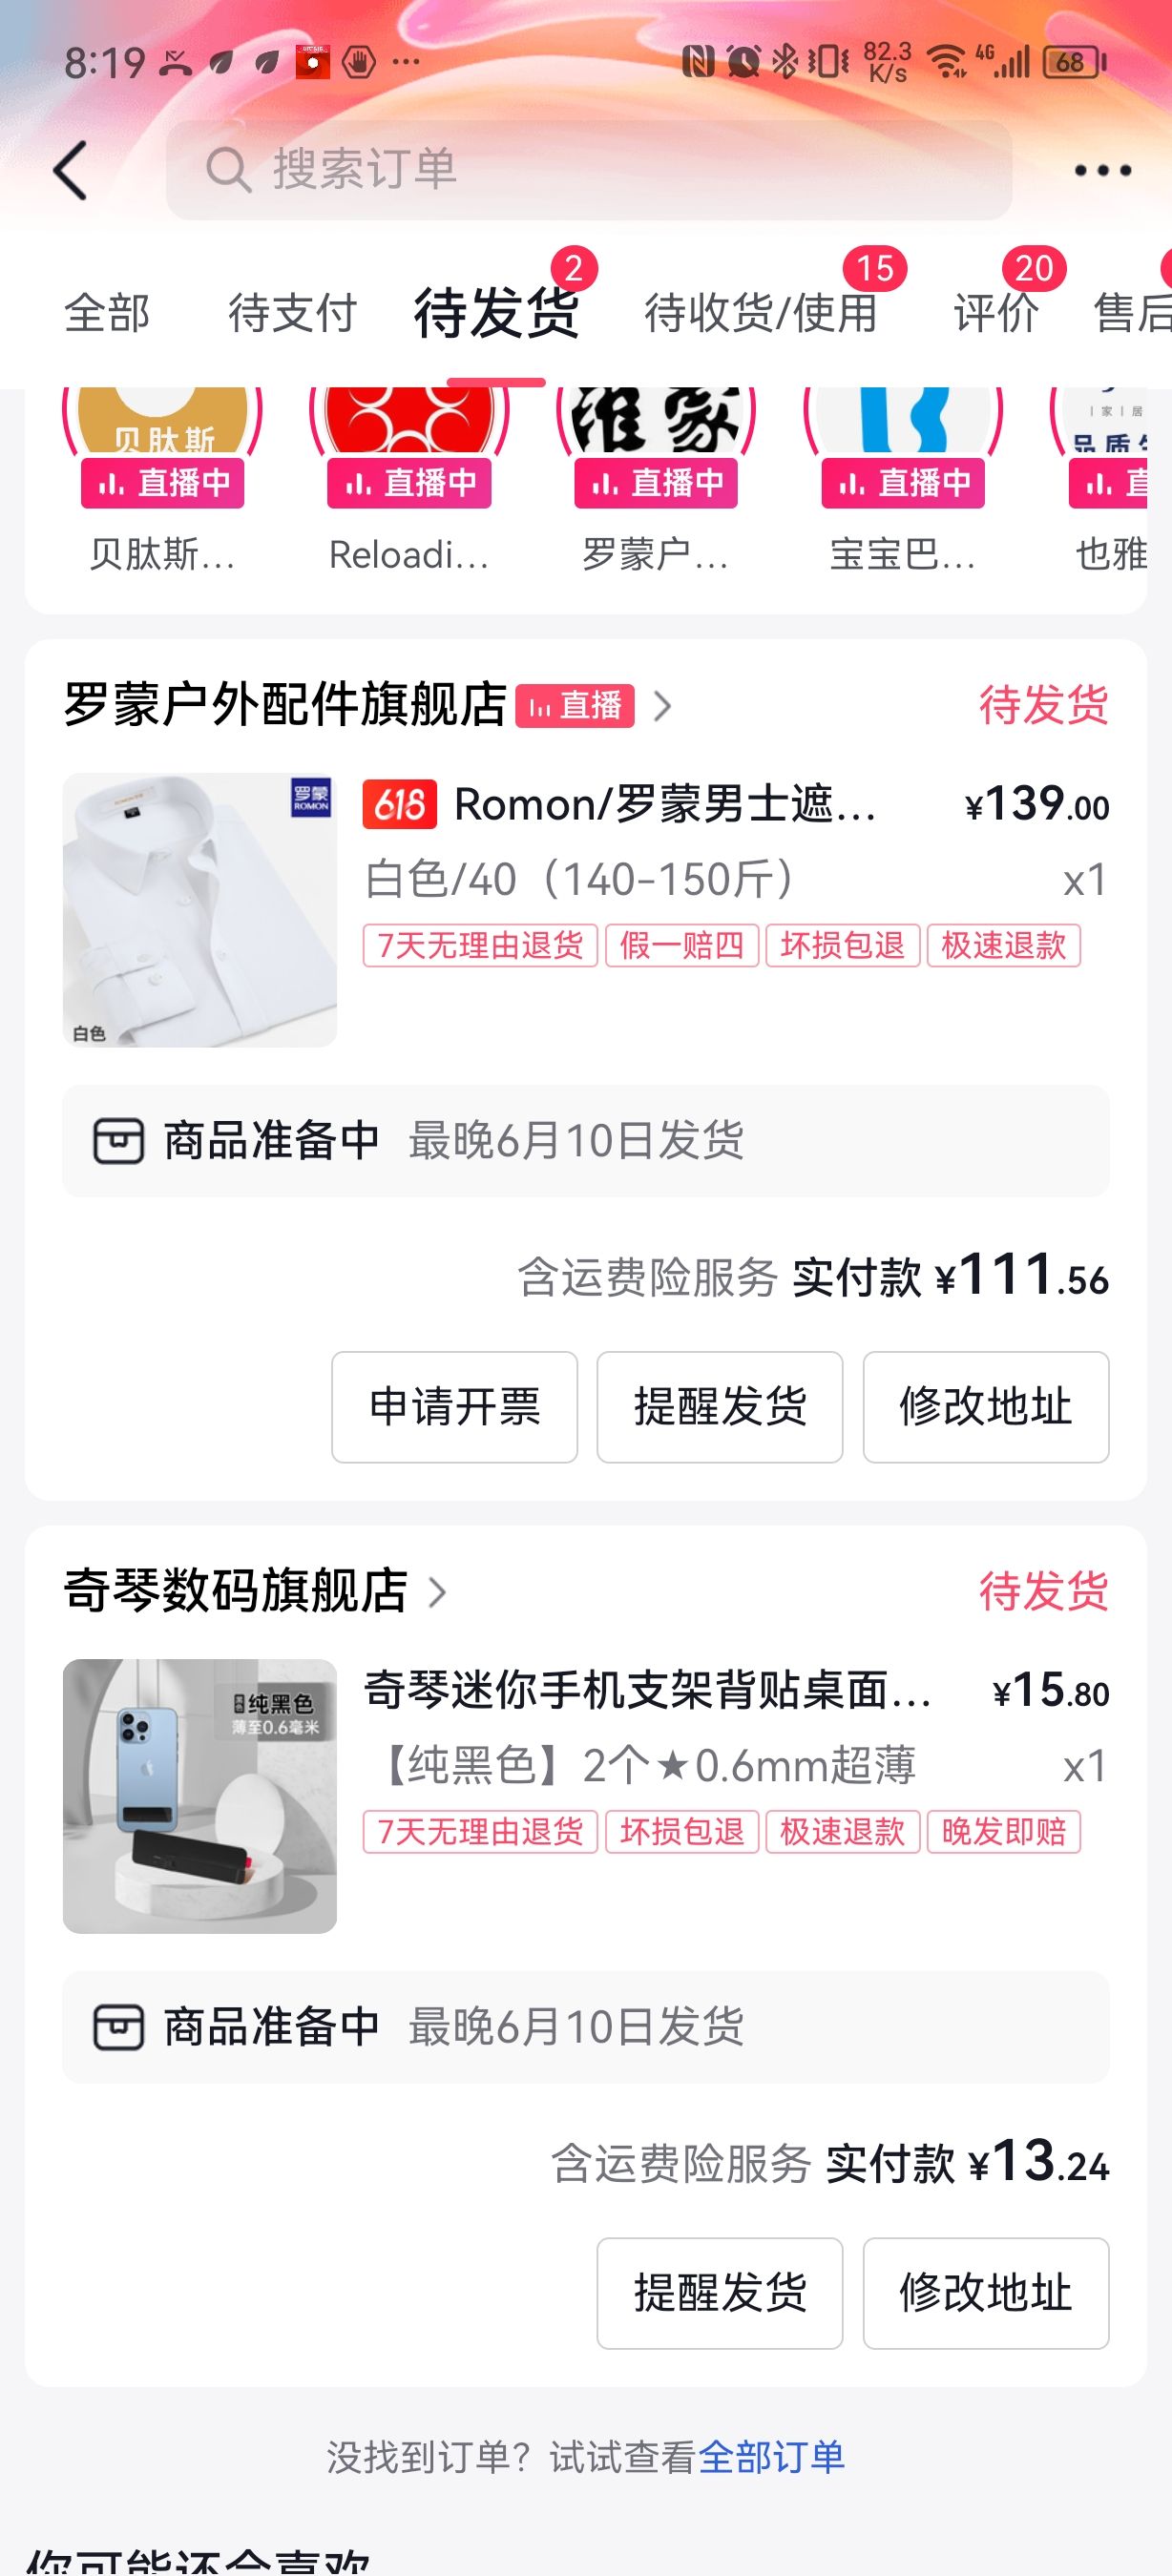 8:19
82.3 K/s 4G 68
搜索订单
全部 待支付 待发货 2 待收货/使用 15 评价 20 售后
贝肽斯
准家
家 居
直播中 直播中 直播中 直播中
贝肽斯... Reloadi... 罗蒙户... 宝宝巴... 也雅
罗蒙户外配件旗舰店 直播 待发货
罗蒙 ROMON
618 Romon/罗蒙男士遮... ¥139.00
白色/40（140-150斤） x1
7天无理由退货 假一赔四 坏损包退 极速退款
白色
商品准备中 最晚6月10日发货
含运费险服务 实付款 ¥111.56
申请开票 提醒发货 修改地址
奇琴数码旗舰店 待发货
奇琴迷你手机支架背贴桌面... ¥15.80
纯黑色
薄至0.6毫米
【纯黑色】2个★0.6mm超薄 x1
7天无理由退货 坏损包退 极速退款 晚发即赔
商品准备中 最晚6月10日发货
含运费险服务 实付款 ¥13.24
提醒发货 修改地址
没找到订单？试试查看全部订单
你可能还会喜欢